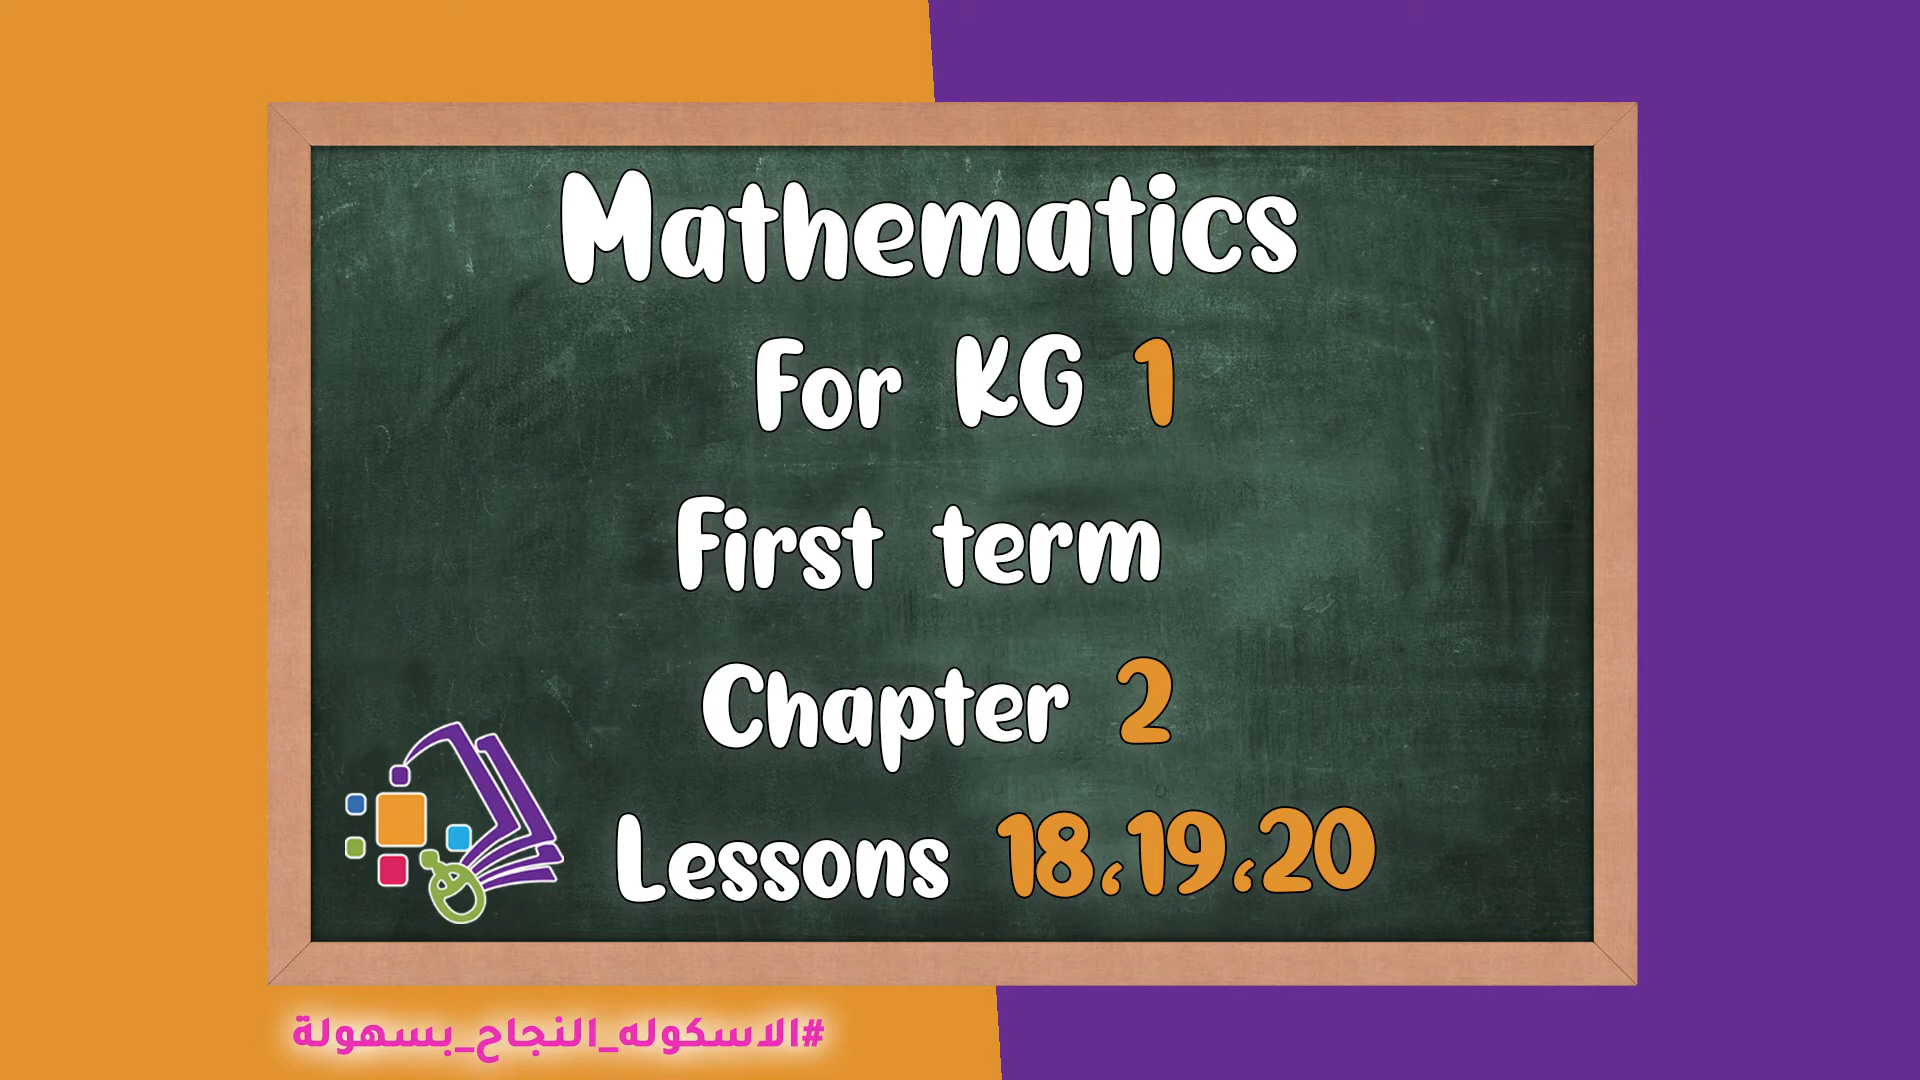 Mathematics
For KG 1
First term
Chapter 2
Lessons 18،19،20
#الاسكوله_النجاح_بسهولة